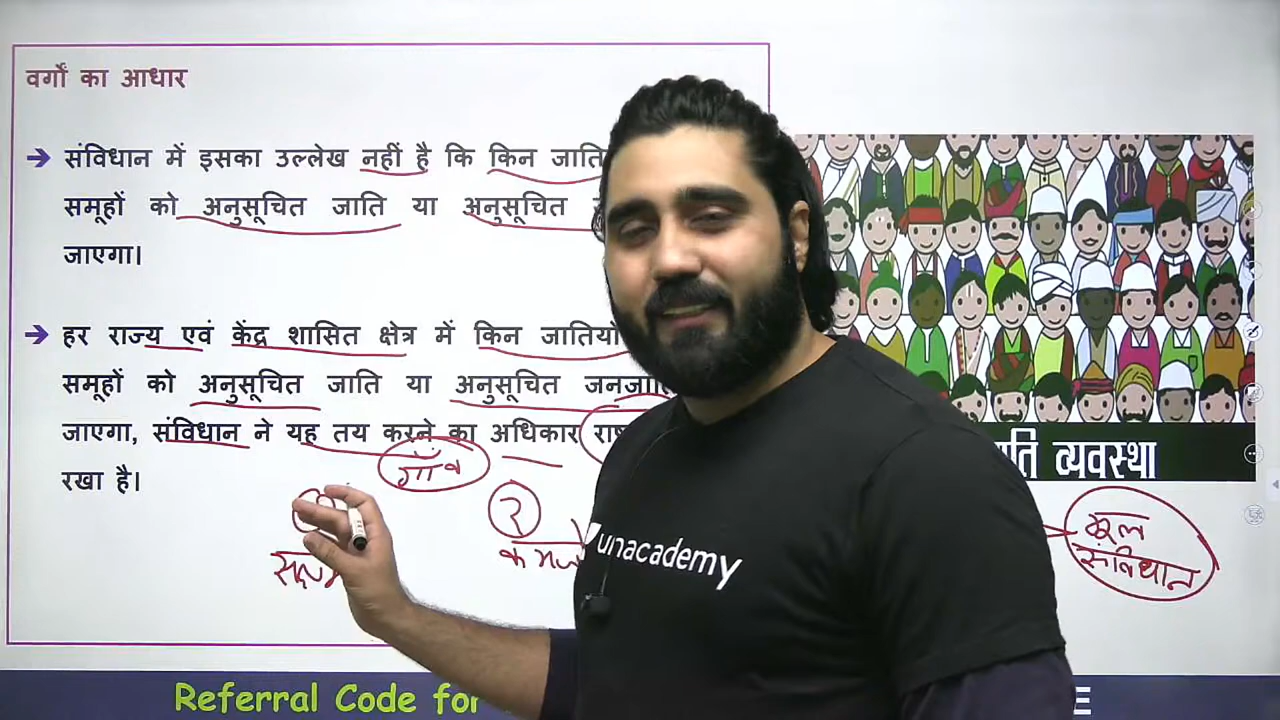 वर्गों का आधार
➔ संविधान में इसका उल्लेख नहीं है कि किन जाति
समूहों को अनुसूचित जाति या अनुसूचित
जाएगा।
➔ हर राज्य एवं केंद्र शासित क्षेत्र में किन जातियों
समूहों को अनुसूचित जाति या अनुसूचित जनजाति
जाएगा, संविधान ने यह तय करने का अधिकार राष्
रखा है।
ति व्यवस्था
गाँव
२
मूल
संविधान
unacademy
Referral Code for
E